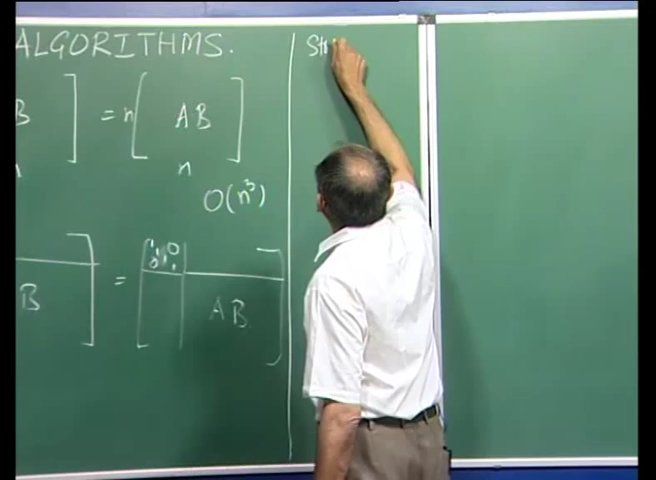 ALGORITHMS.
B ] = n [ AB ]
n n
O(n³)
B ] = [ AB ]
St